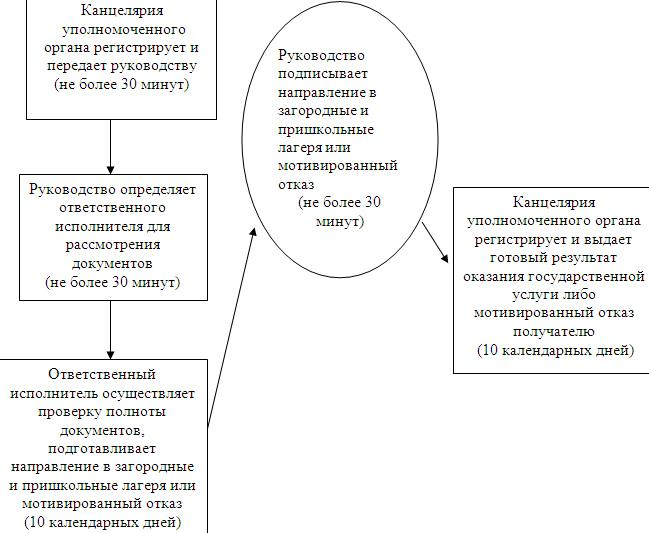 Канцелярия
уполномоченного
органа регистрирует и
передает руководству
(не более 30 минут)
Руководство определяет
ответственного
исполнителя для
рассмотрения
документов
(не более 30 минут)
Ответственный
исполнитель осуществляет
проверку полноты
документов,
подготавливает
направление в загородные
и пришкольные лагеря или
мотивированный отказ
(10 календарных дней)
Руководство
подписывает
направление в
загородные и
пришкольные
лагеря или
мотивированный
отказ
(не более 30
минут)
Канцелярия
уполномоченного органа
регистрирует и выдает
готовый результат
оказания государственной
услуги либо
мотивированный отказ
получателю
(10 календарных дней)